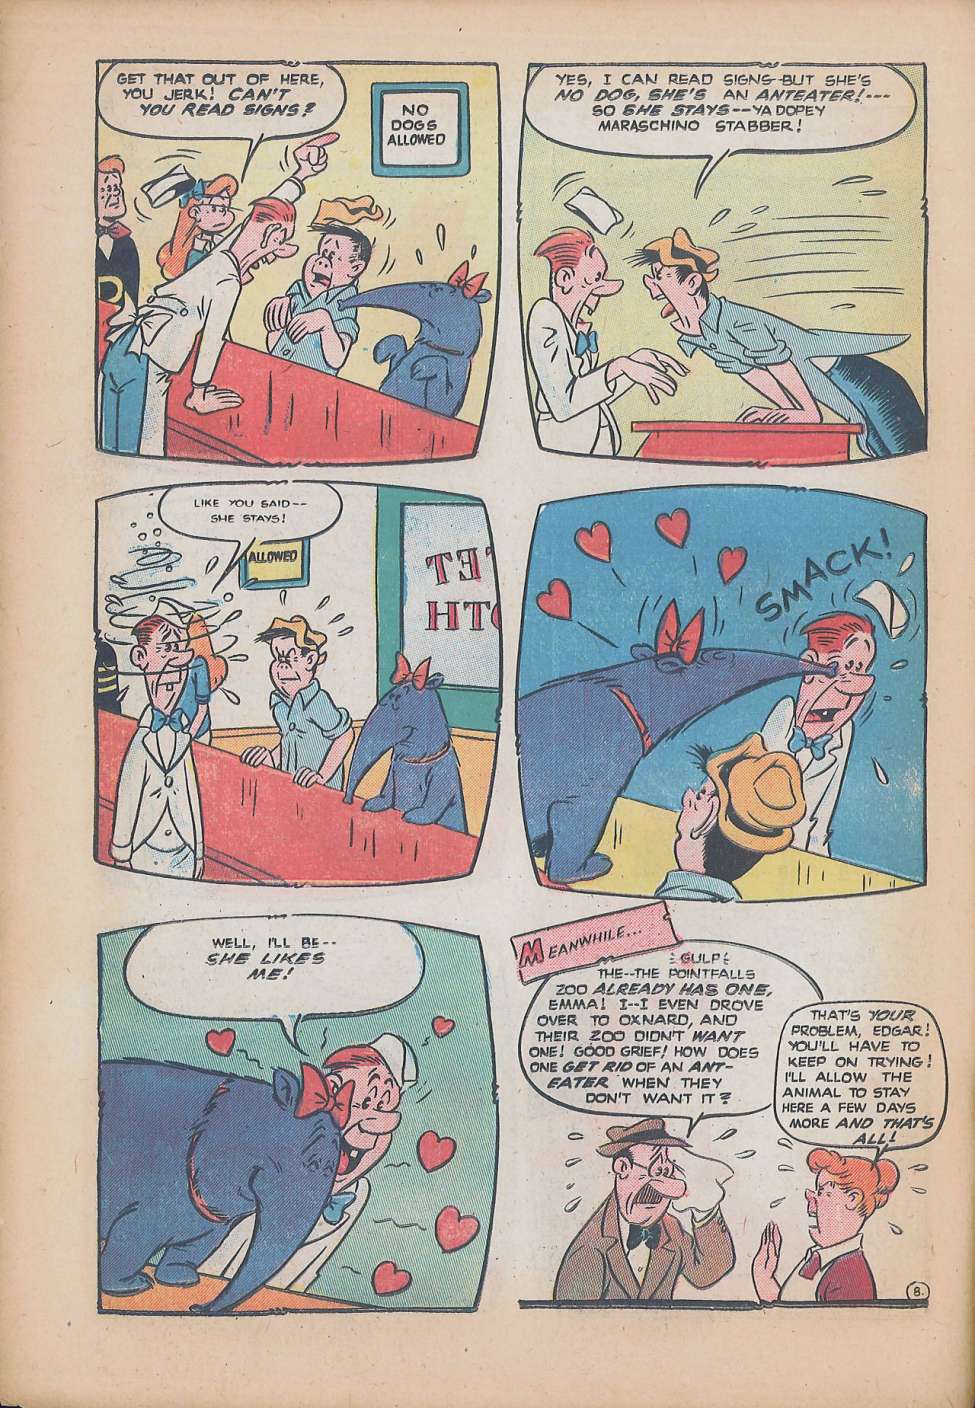 GET THAT OUT OF HERE,
YOU JERK! CAN'T
YOU READ SIGNS?
NO
DOGS
ALLOWED
YES, I CAN READ SIGNS--BUT SHE'S
NO DOG, SHE'S AN ANTEATER!---
SO SHE STAYS--YA DOPEY
MARASCHINO STABBER!
LIKE YOU SAID--
SHE STAYS!
ALLOWED
SMACK!
WELL, I'LL BE--
SHE LIKES
ME!
MEANWHILE...
GULP!
THE--THE POINTFALLS
ZOO ALREADY HAS ONE,
EMMA! I--I EVEN DROVE
OVER TO OXNARD, AND
THEIR ZOO DIDN'T WANT
ONE! GOOD GRIEF! HOW DOES
ONE GET RID OF AN ANT-
EATER WHEN THEY
DON'T WANT IT?
THAT'S YOUR
PROBLEM, EDGAR!
YOU'LL HAVE TO
KEEP ON TRYING!
I'LL ALLOW THE
ANIMAL TO STAY
HERE A FEW DAYS
MORE AND THAT'S
ALL!
8.